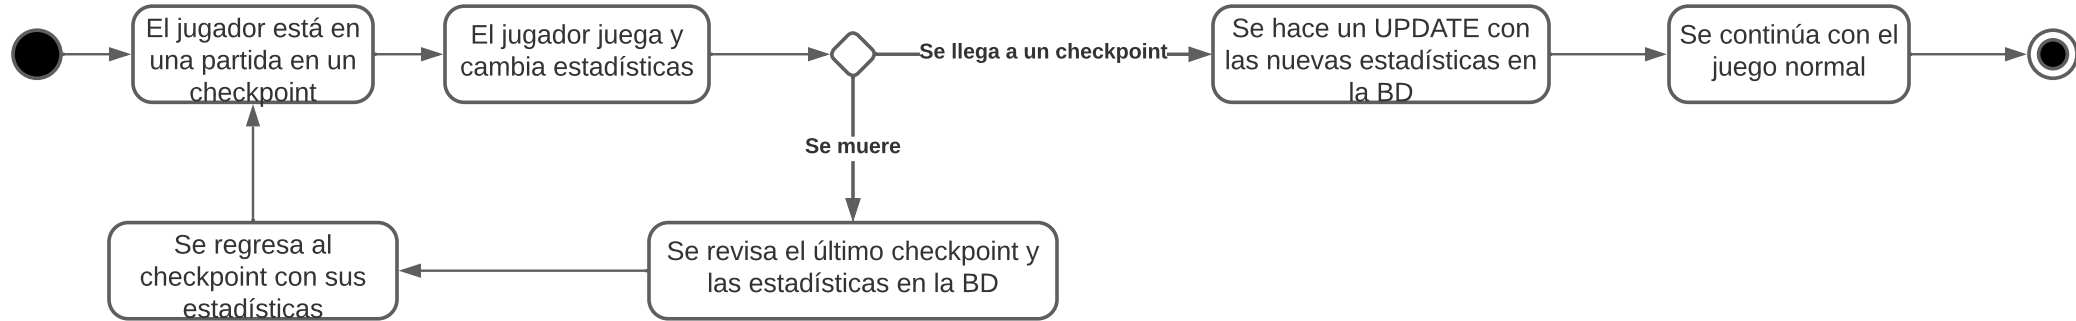 El jugador está en
una partida en un
checkpoint
El jugador juega y
cambia estadísticas
Se llega a un checkpoint
Se hace un UPDATE con
las nuevas estadísticas en
la BD
Se continúa con el
juego normal
Se muere
Se revisa el último checkpoint y
las estadísticas en la BD
Se regresa al
checkpoint con sus
estadísticas